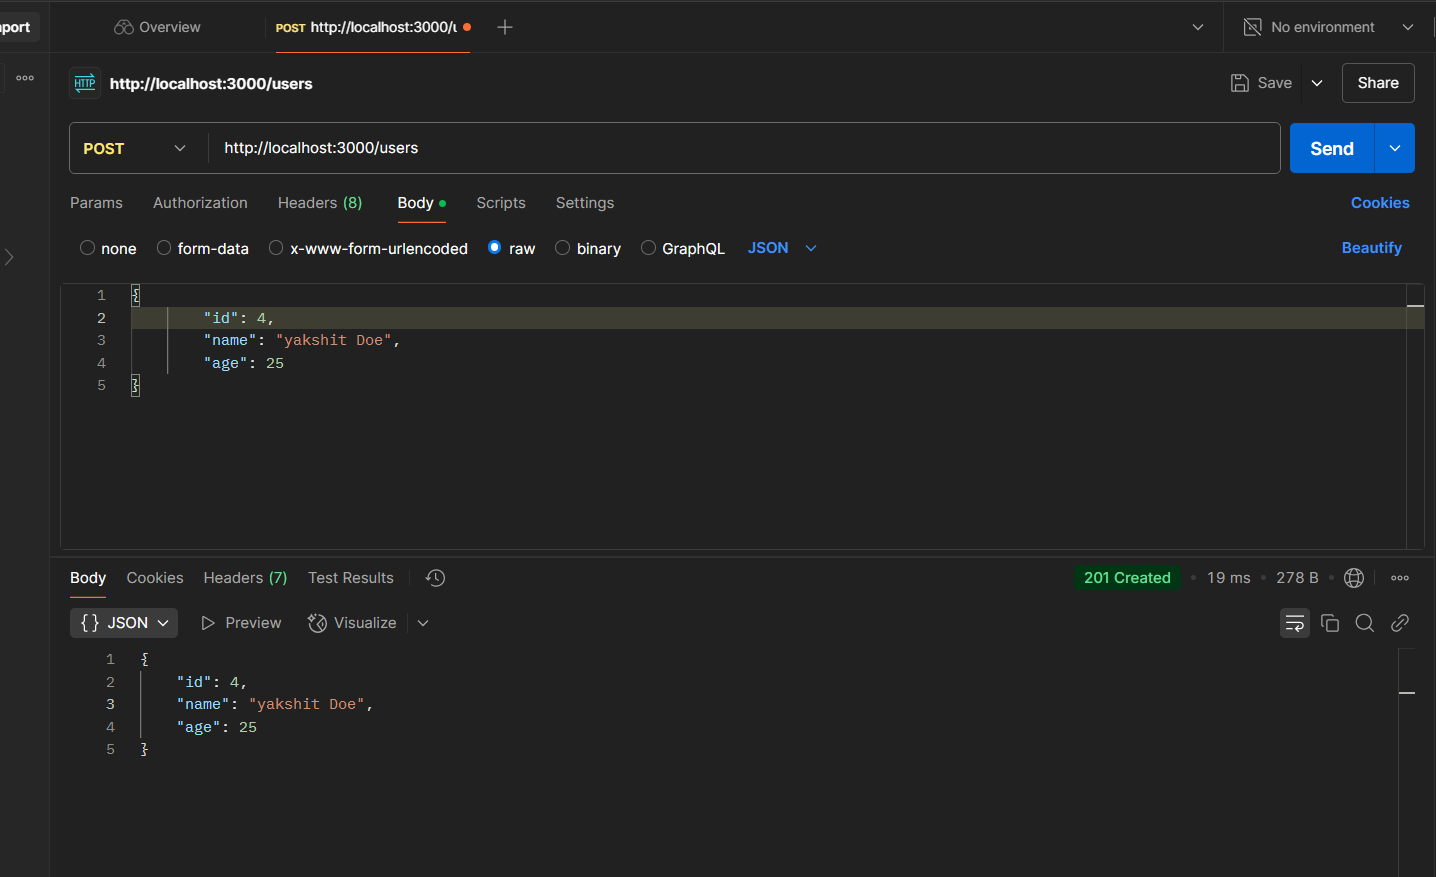 port Overview POST http://localhost:3000/u No environment
HTTP http://localhost:3000/users Save Share
POST http://localhost:3000/users Send
Params Authorization Headers (8) Body Scripts Settings Cookies
none form-data x-www-form-urlencoded raw binary GraphQL JSON Beautify
1 {
2 "id": 4,
3 "name": "yakshit Doe",
4 "age": 25
5 }
Body Cookies Headers (7) Test Results 201 Created • 19 ms • 278 B •
{} JSON Preview Visualize
1 {
2 "id": 4,
3 "name": "yakshit Doe",
4 "age": 25
5 }